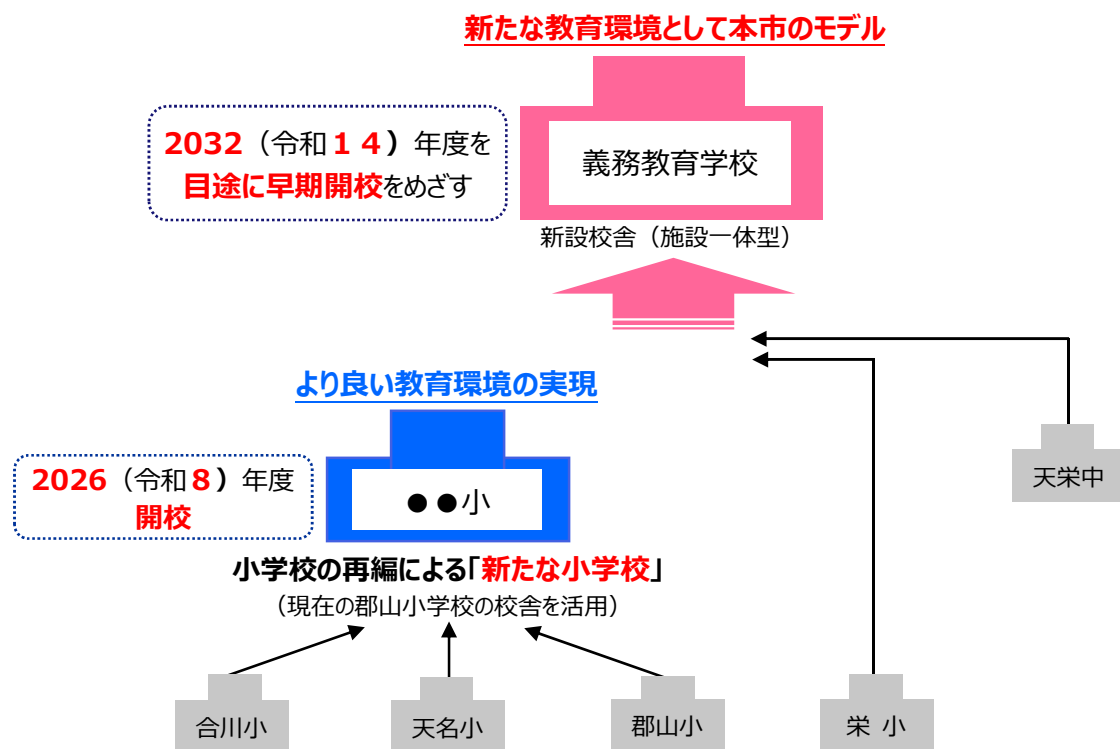 新たな教育環境として本市のモデル
2032（令和１４）年度を
目途に早期開校をめざす
義務教育学校
新設校舎（施設一体型）
より良い教育環境の実現
2026（令和８）年度
開校
●●小
天栄中
小学校の再編による「新たな小学校」
（現在の郡山小学校の校舎を活用）
合川小
天名小
郡山小
栄 小